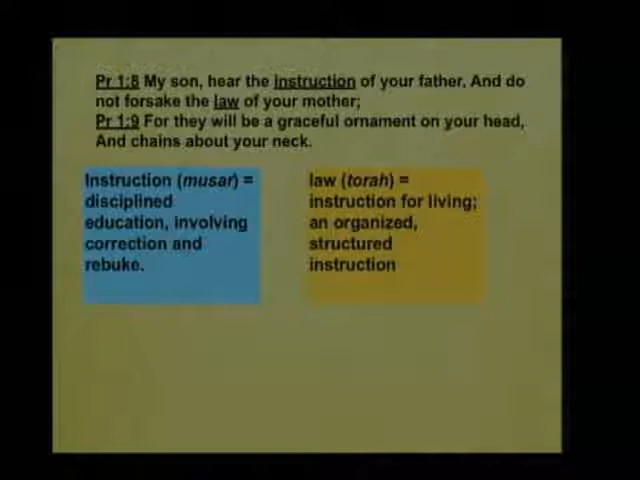 Pr 1:8 My son, hear the instruction of your father, And do
not forsake the law of your mother;
Pr 1:9 For they will be a graceful ornament on your head,
And chains about your neck.
Instruction (musar) =
disciplined
education, involving
correction and
rebuke.
law (torah) =
instruction for living;
an organized,
structured
instruction